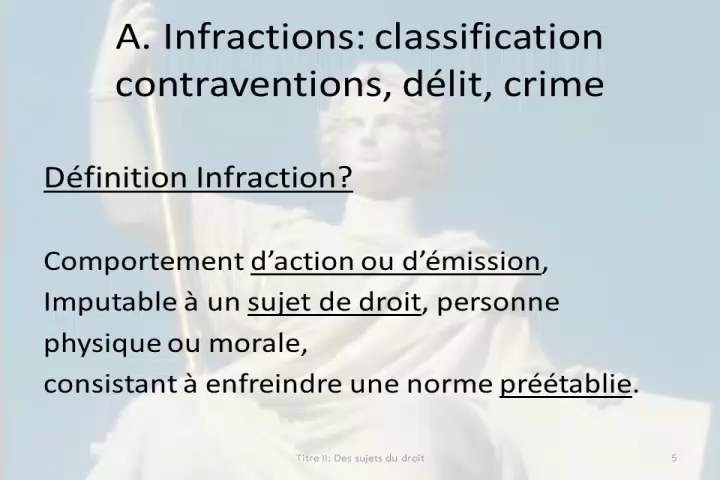 A. Infractions: classification
contraventions, délit, crime
Définition Infraction?
Comportement d’action ou d’émission,
Imputable à un sujet de droit, personne
physique ou morale,
consistant à enfreindre une norme préétablie.
Titre II: Des sujets du droit
5